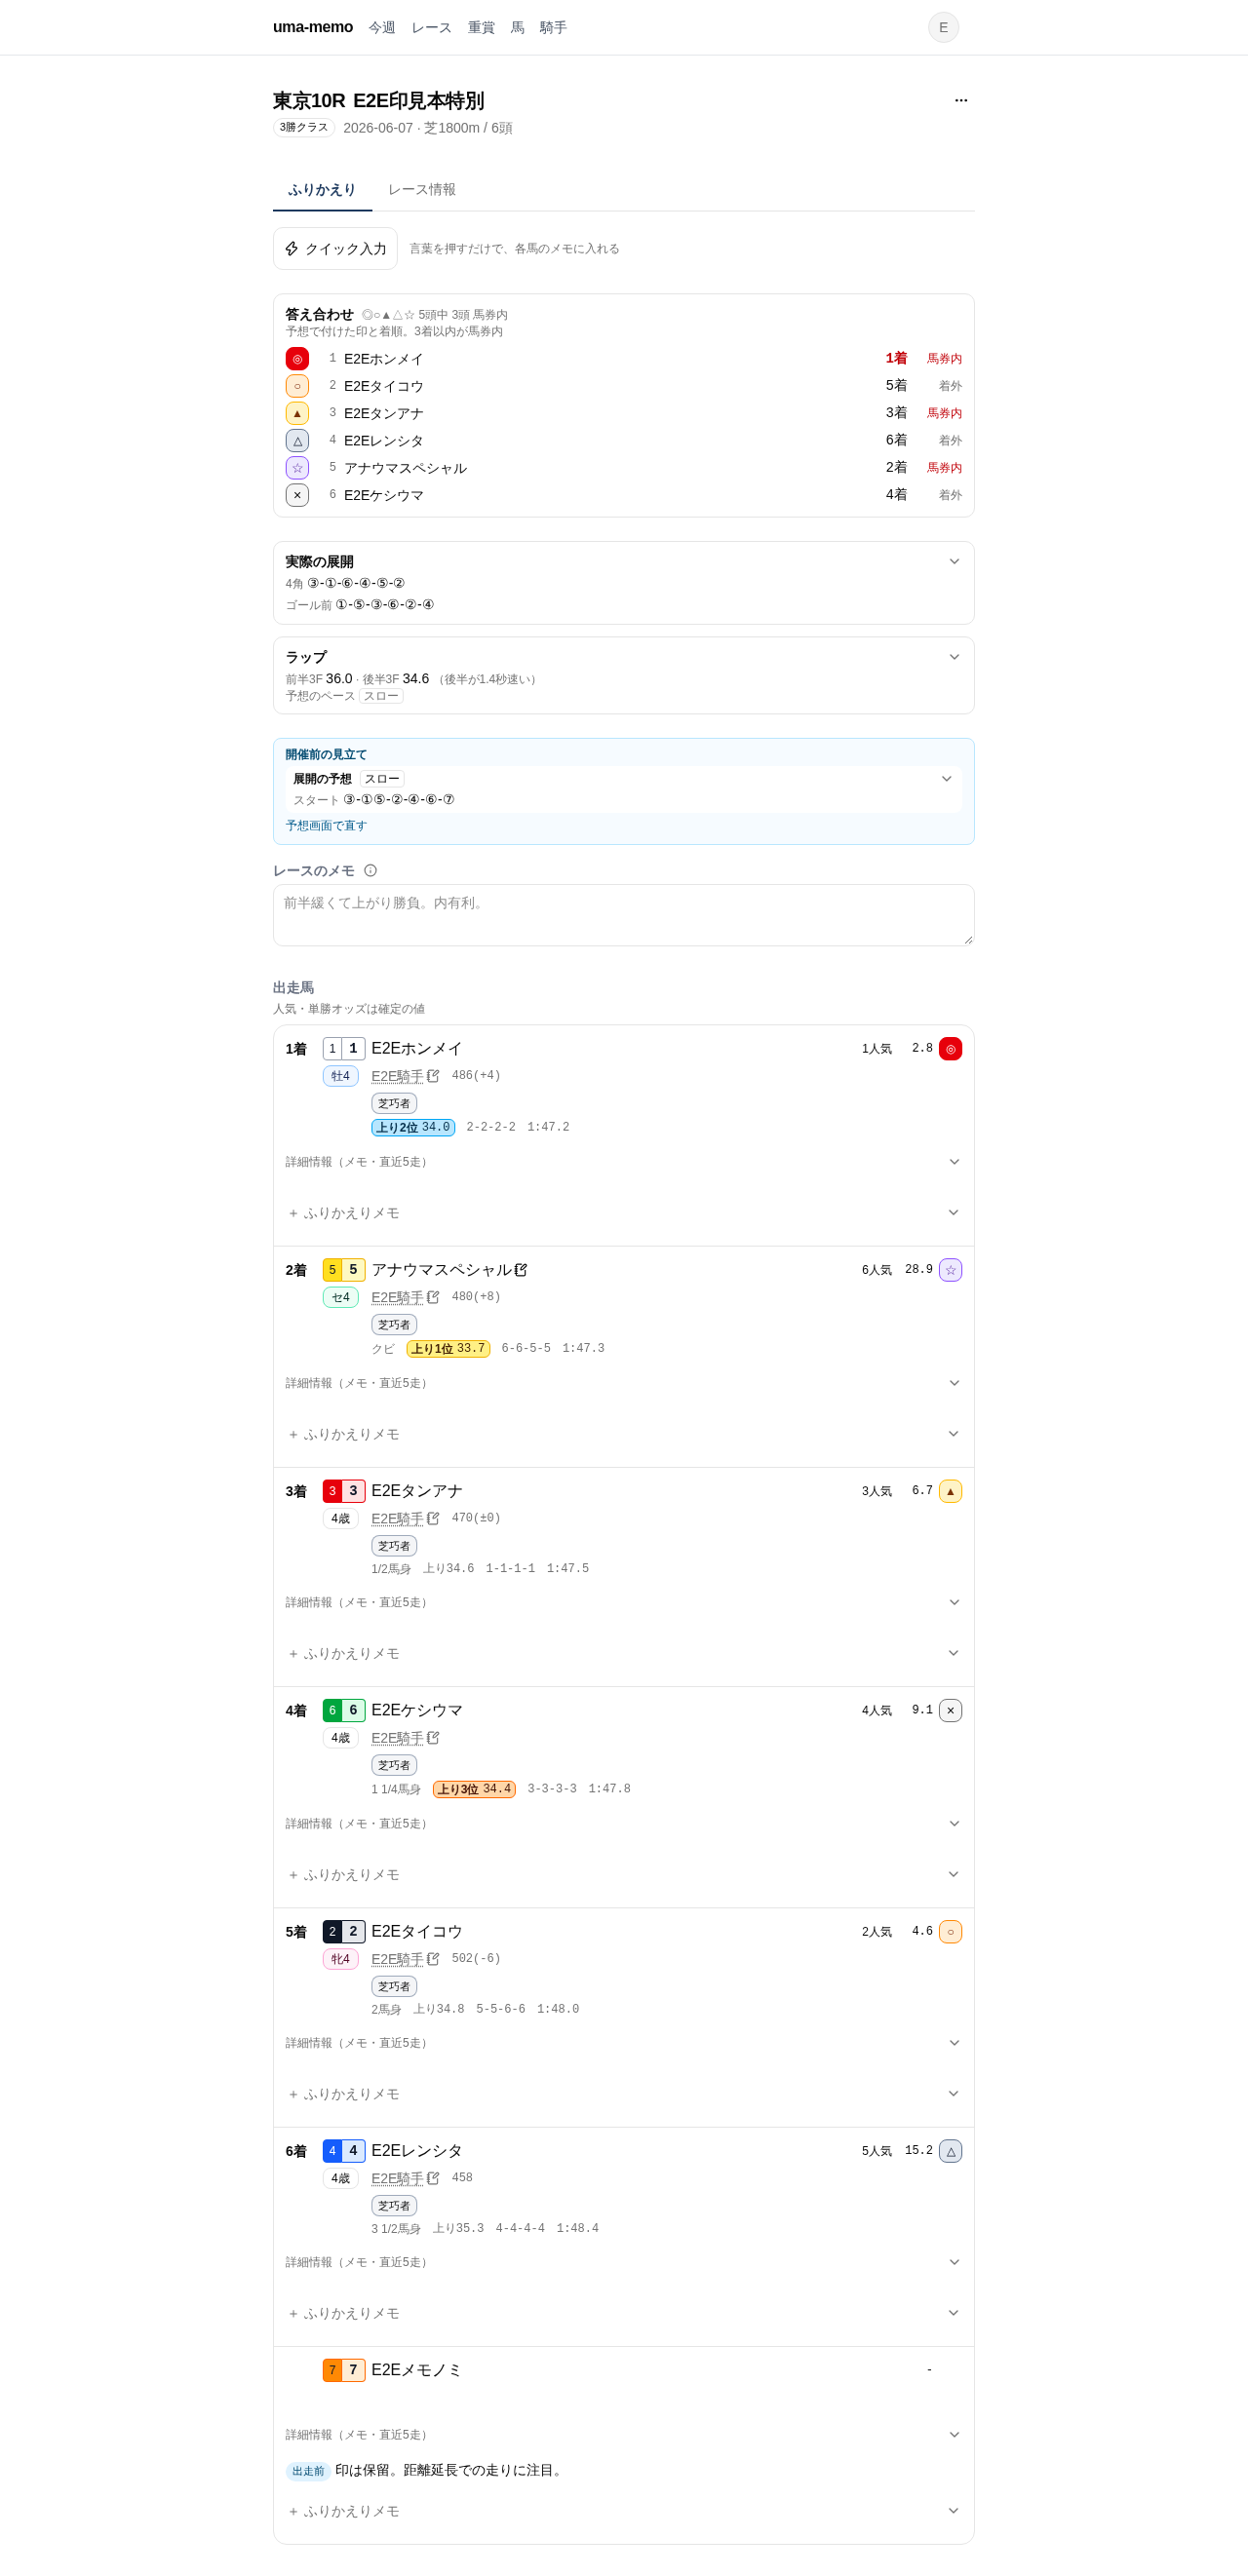 uma-memo 今週 レース 重賞 馬 騎手 E
東京10R E2E印見本特別 …
3勝クラス 2026-06-07 · 芝1800m / 6頭
ふりかえり レース情報
クイック入力 言葉を押すだけで、各馬のメモに入れる
答え合わせ ◎○▲△☆ 5頭中 3頭 馬券内
予想で付けた印と着順。3着以内が馬券内
◎ 1 E2Eホンメイ 1着 馬券内
○ 2 E2Eタイコウ 5着 着外
▲ 3 E2Eタンアナ 3着 馬券内
△ 4 E2Eレンシタ 6着 着外
☆ 5 アナウマスペシャル 2着 馬券内
× 6 E2Eケシウマ 4着 着外
実際の展開
4角 ③-①-⑥-④-⑤-②
ゴール前 ①-⑤-③-⑥-②-④
ラップ
前半3F 36.0 · 後半3F 34.6 （後半が1.4秒速い）
予想のペース スロー
開催前の見立て
展開の予想 スロー
スタート ③-①⑤-②-④-⑥-⑦
予想画面で直す
レースのメモ
前半緩くて上がり勝負。内有利。
出走馬
人気・単勝オッズは確定の値
1着 1 1 E2Eホンメイ 1人気 2.8 ◎
牡4 E2E騎手 486(+4)
芝巧者
上り2位 34.0 2-2-2-2 1:47.2
詳細情報（メモ・直近5走）
＋ ふりかえりメモ
2着 5 5 アナウマスペシャル 6人気 28.9 ☆
セ4 E2E騎手 480(+8)
芝巧者
クビ 上り1位 33.7 6-6-5-5 1:47.3
詳細情報（メモ・直近5走）
＋ ふりかえりメモ
3着 3 3 E2Eタンアナ 3人気 6.7 ▲
4歳 E2E騎手 470(±0)
芝巧者
1/2馬身 上り34.6 1-1-1-1 1:47.5
詳細情報（メモ・直近5走）
＋ ふりかえりメモ
4着 6 6 E2Eケシウマ 4人気 9.1 ×
4歳 E2E騎手
芝巧者
1 1/4馬身 上り3位 34.4 3-3-3-3 1:47.8
詳細情報（メモ・直近5走）
＋ ふりかえりメモ
5着 2 2 E2Eタイコウ 2人気 4.6 ○
牝4 E2E騎手 502(-6)
芝巧者
2馬身 上り34.8 5-5-6-6 1:48.0
詳細情報（メモ・直近5走）
＋ ふりかえりメモ
6着 4 4 E2Eレンシタ 5人気 15.2 △
4歳 E2E騎手 458
芝巧者
3 1/2馬身 上り35.3 4-4-4-4 1:48.4
詳細情報（メモ・直近5走）
＋ ふりかえりメモ
7 7 E2Eメモノミ -
詳細情報（メモ・直近5走）
出走前 印は保留。距離延長での走りに注目。
＋ ふりかえりメモ